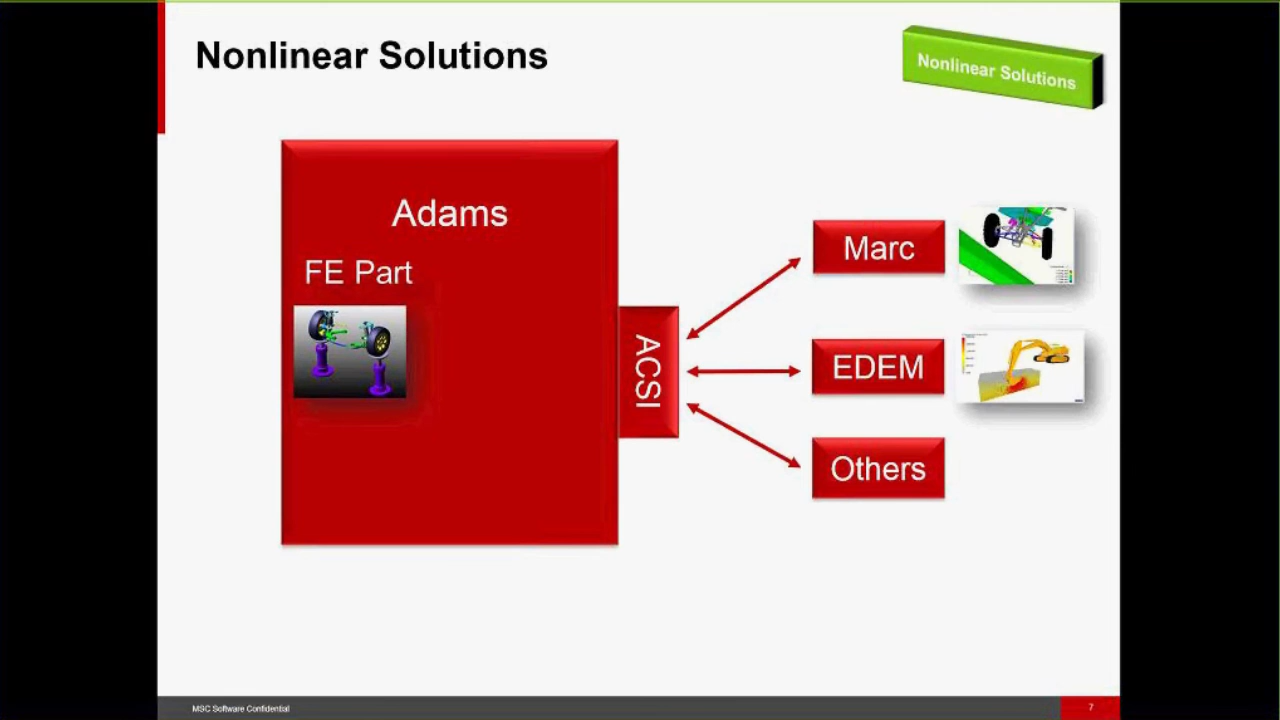 Nonlinear Solutions
Nonlinear Solutions
Adams
FE Part
ACSI
Marc
EDEM
Others
MSC Software Confidential
7